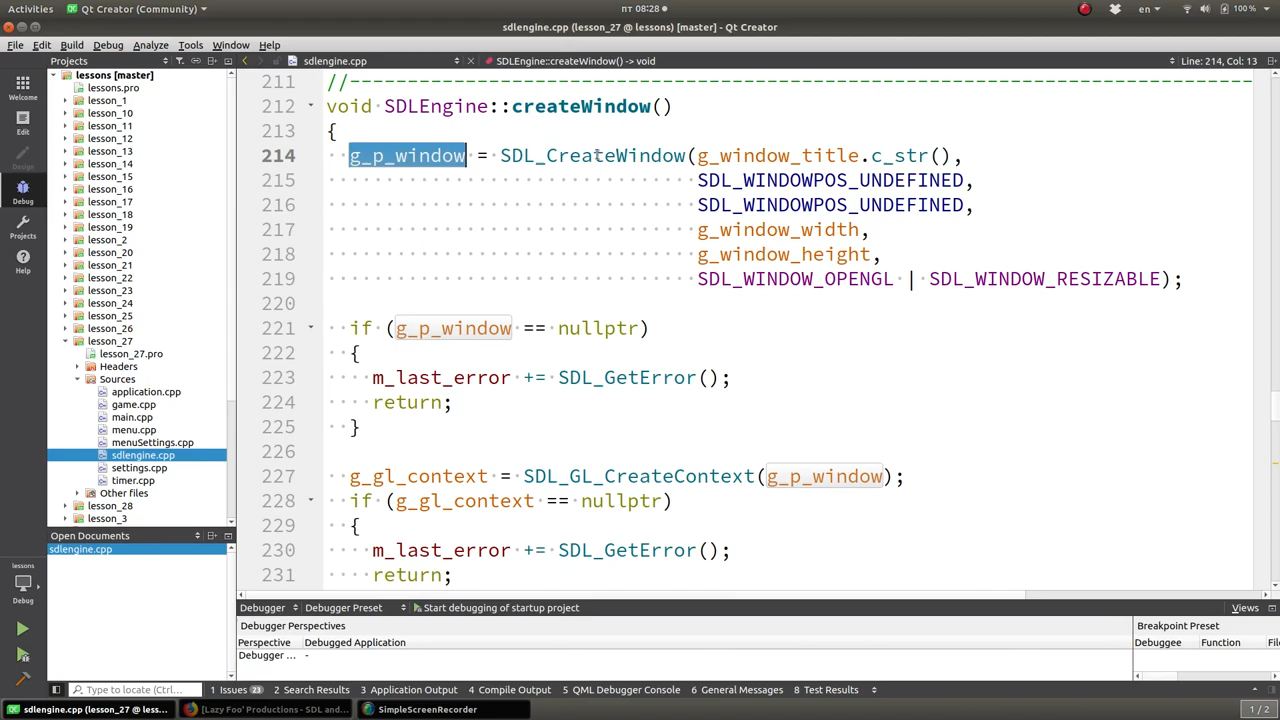 Activities
Qt Creator (Community)
пт 08:28
en
100 %
sdlengine.cpp (lesson_27 @ lessons) [master] - Qt Creator
File Edit Build Debug Analyze Tools Window Help
Projects
sdlengine.cpp
SDLEngine::createWindow() -> void
Line: 214, Col: 13
Welcome
Edit
Design
Debug
Projects
Help
lessons
Debug
lessons [master]
lessons.pro
lesson_1
lesson_10
lesson_11
lesson_12
lesson_13
lesson_14
lesson_15
lesson_16
lesson_17
lesson_18
lesson_19
lesson_2
lesson_20
lesson_21
lesson_22
lesson_23
lesson_24
lesson_25
lesson_26
lesson_27
lesson_27.pro
Headers
Sources
application.cpp
game.cpp
main.cpp
menu.cpp
menuSettings.cpp
sdlengine.cpp
settings.cpp
timer.cpp
Other files
lesson_28
lesson_3
Open Documents
sdlengine.cpp
211 //------------------------------------------------------------------------------
212 void SDLEngine::createWindow()
213 {
214 g_p_window = SDL_CreateWindow(g_window_title.c_str(),
215 SDL_WINDOWPOS_UNDEFINED,
216 SDL_WINDOWPOS_UNDEFINED,
217 g_window_width,
218 g_window_height,
219 SDL_WINDOW_OPENGL | SDL_WINDOW_RESIZABLE);
220
221 if (g_p_window == nullptr)
222 {
223 m_last_error += SDL_GetError();
224 return;
225 }
226
227 g_gl_context = SDL_GL_CreateContext(g_p_window);
228 if (g_gl_context == nullptr)
229 {
230 m_last_error += SDL_GetError();
231 return;
Debugger
Debugger Preset
Start debugging of startup project
Views
Debugger Perspectives
Breakpoint Preset
Perspective Debugged Application
Debuggee Function
Debugger ... -
Type to locate (Ctrl...
1 Issues 23
2 Search Results
3 Application Output
4 Compile Output
5 QML Debugger Console
6 General Messages
8 Test Results
sdlengine.cpp (lesson_27 @ less...
[Lazy Foo' Productions - SDL and...
SimpleScreenRecorder
1 / 2